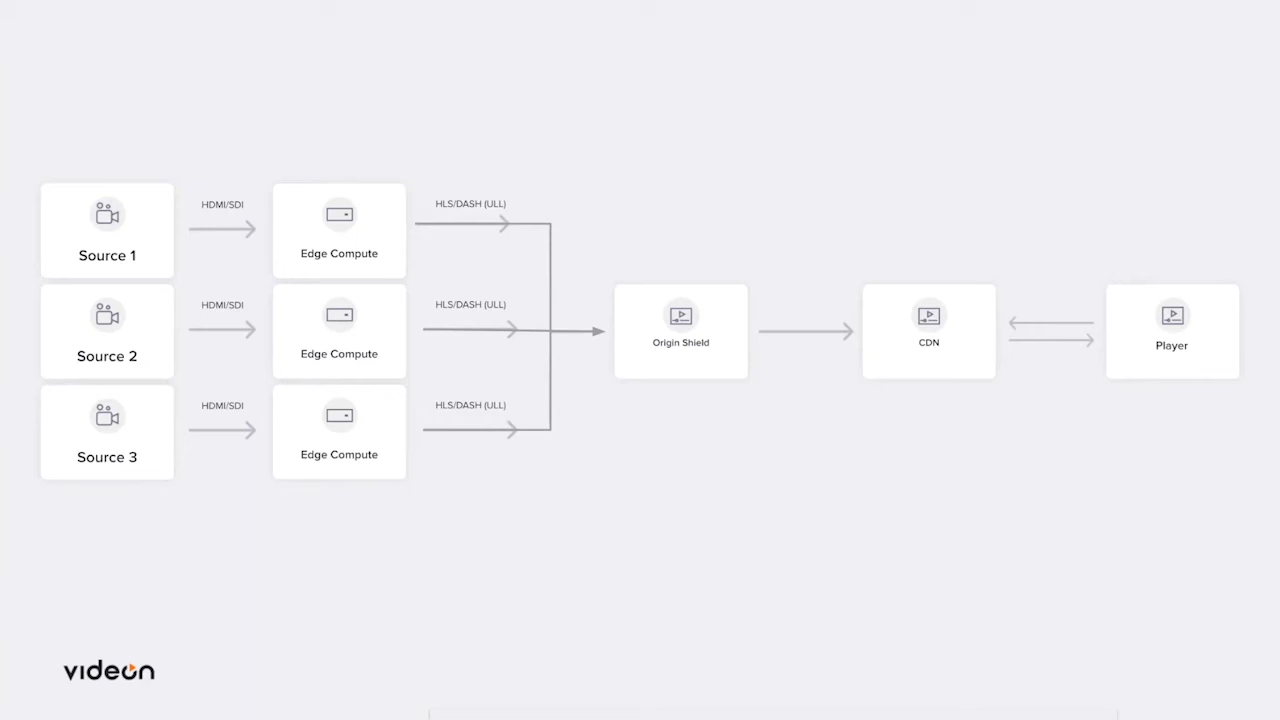 HDMI/SDI
HLS/DASH (ULL)
Source 1
Edge Compute
HDMI/SDI
HLS/DASH (ULL)
Source 2
Edge Compute
Origin Shield
CDN
Player
HDMI/SDI
HLS/DASH (ULL)
Source 3
Edge Compute
videon